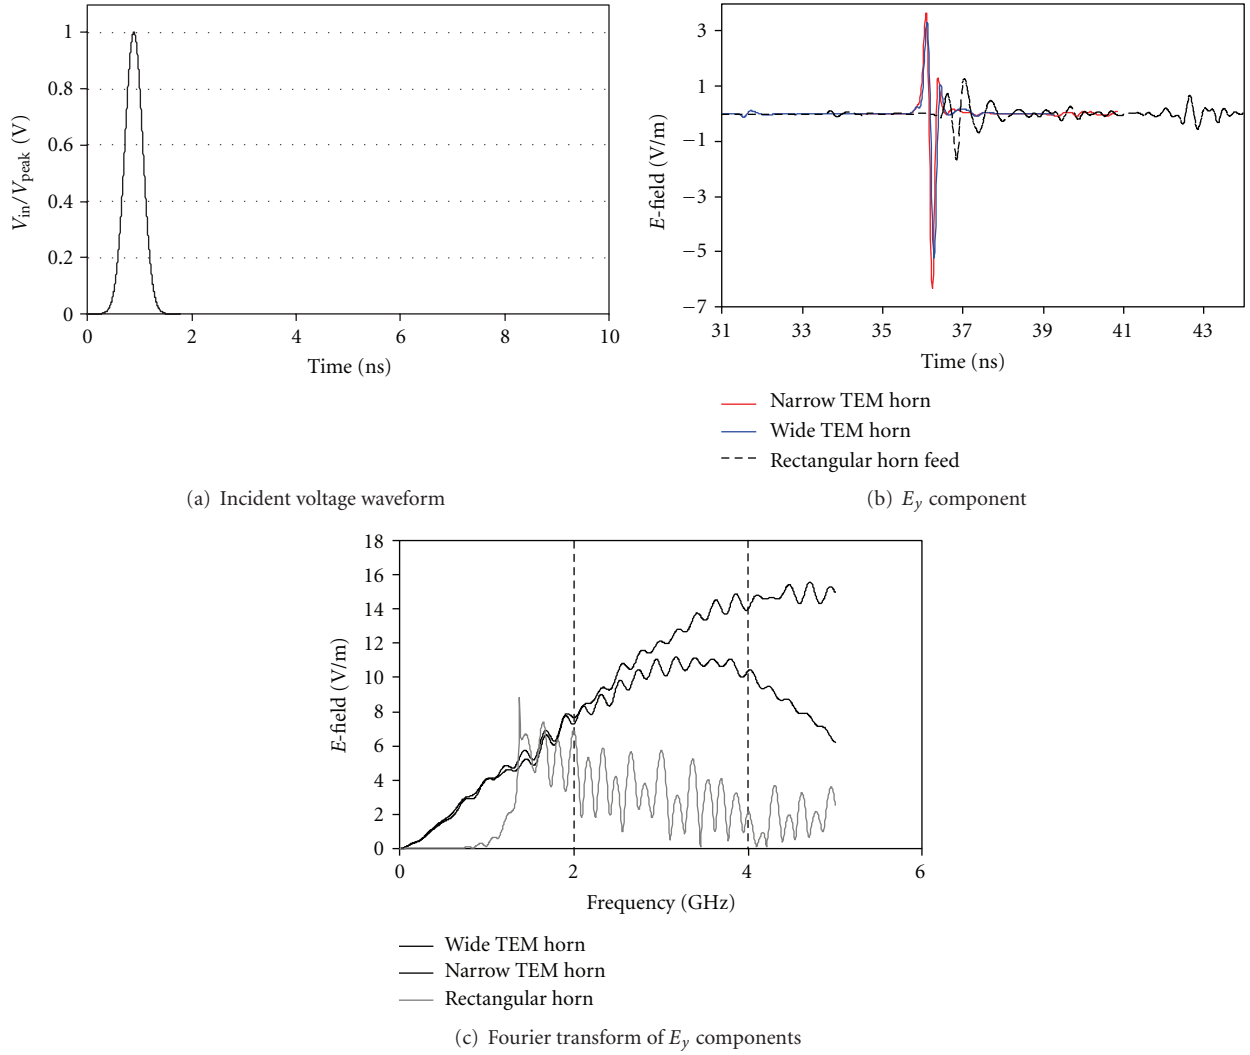 1
0.8
0.6
0.4
0.2
0
V_in/V_peak (V)
0 2 4 6 8 10
Time (ns)
(a) Incident voltage waveform
3
1
−1
−3
−5
−7
E-field (V/m)
31 33 35 37 39 41 43
Time (ns)
Narrow TEM horn
Wide TEM horn
Rectangular horn feed
(b) E_y component
18
16
14
12
10
8
6
4
2
0
E-field (V/m)
0 2 4 6
Frequency (GHz)
Wide TEM horn
Narrow TEM horn
Rectangular horn
(c) Fourier transform of E_y components